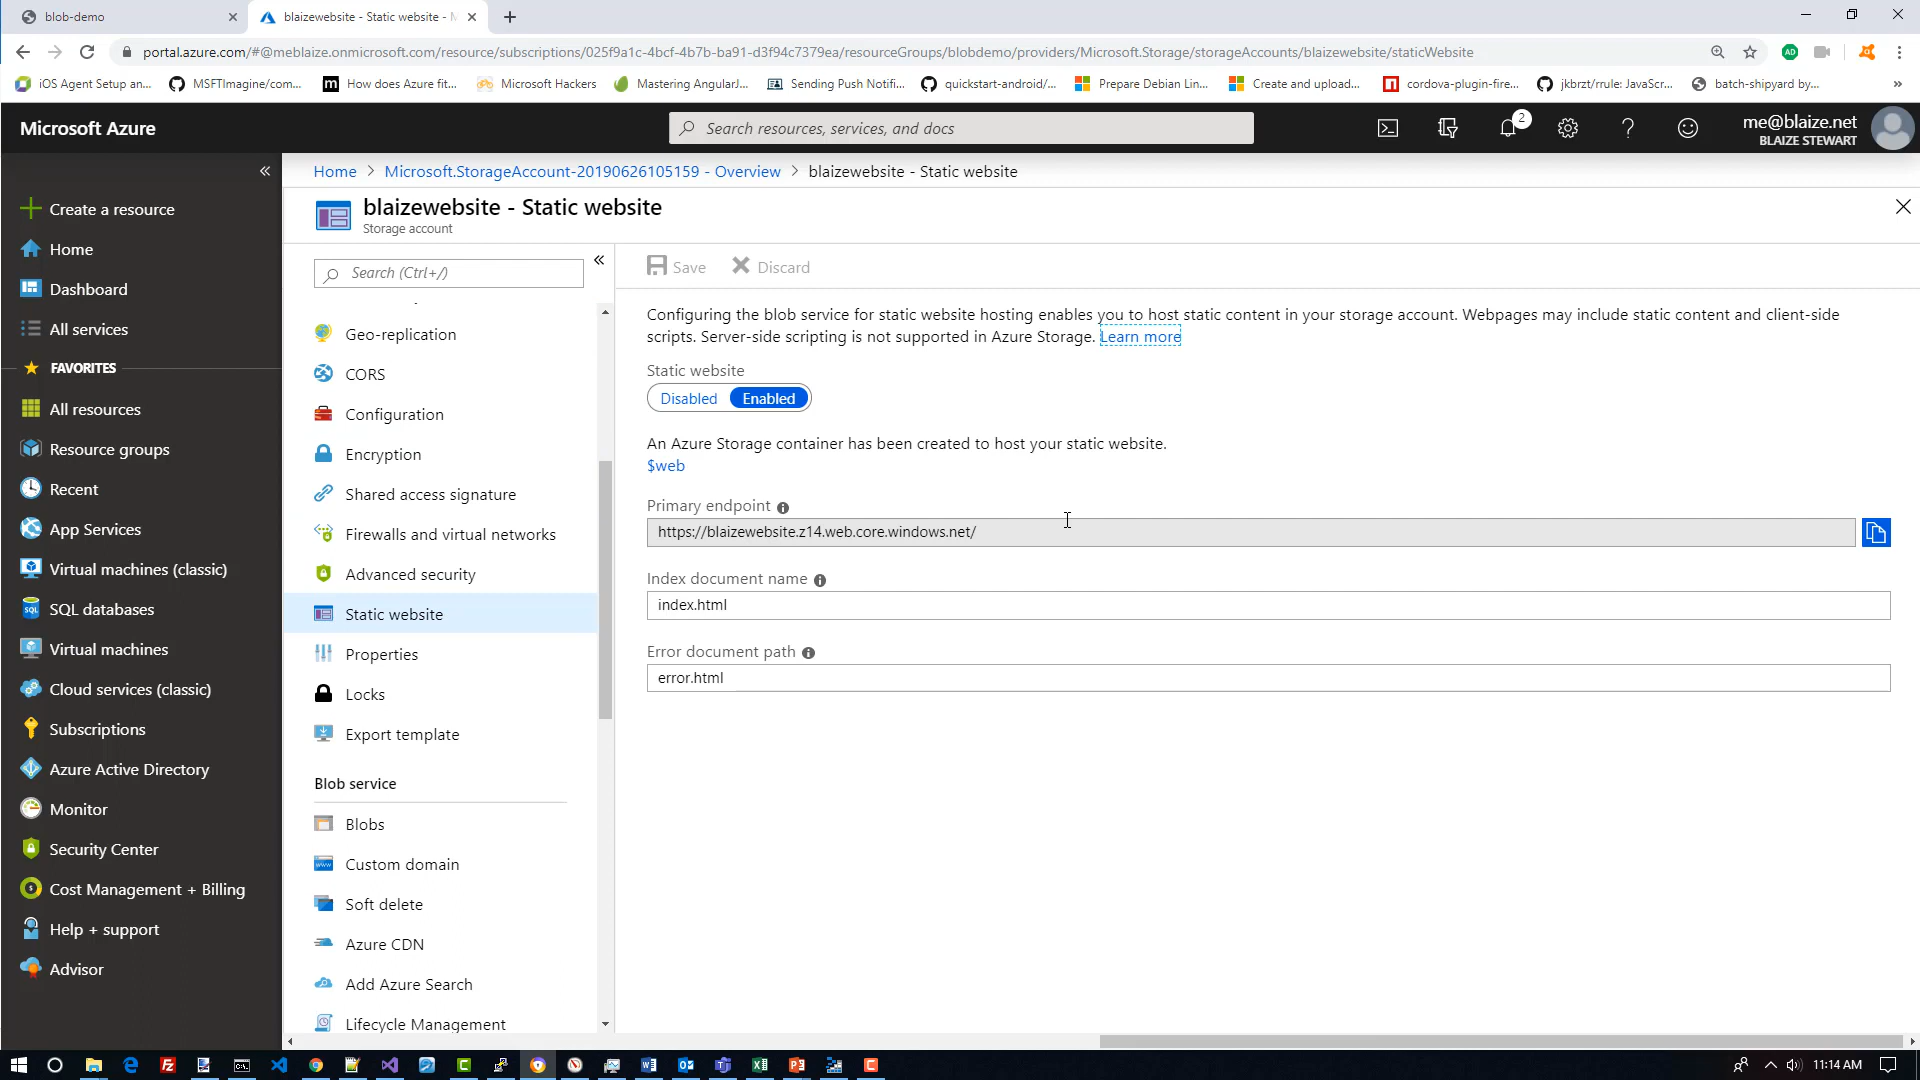 blob-demo
blaizewebsite - Static website - M
portal.azure.com/#@meblaize.onmicrosoft.com/resource/subscriptions/025f9a1c-4bcf-4b7b-ba91-d3f94c7379ea/resourceGroups/blobdemo/providers/Microsoft.Storage/storageAccounts/blaizewebsite/staticWebsite
iOS Agent Setup an...
MSFTImagine/com...
How does Azure fit...
Microsoft Hackers
Mastering AngularJ...
Sending Push Notifi...
quickstart-android/...
Prepare Debian Lin...
Create and upload...
cordova-plugin-fire...
jkbrzt/rrule: JavaScr...
batch-shipyard by...
Microsoft Azure
Search resources, services, and docs
2
me@blaize.net
BLAIZE STEWART
Create a resource
Home
Dashboard
All services
FAVORITES
All resources
Resource groups
Recent
App Services
Virtual machines (classic)
SQL databases
Virtual machines
Cloud services (classic)
Subscriptions
Azure Active Directory
Monitor
Security Center
Cost Management + Billing
Help + support
Advisor
Home > Microsoft.StorageAccount-20190626105159 - Overview > blaizewebsite - Static website
blaizewebsite - Static website
Storage account
Search (Ctrl+/)
Geo-replication
CORS
Configuration
Encryption
Shared access signature
Firewalls and virtual networks
Advanced security
Static website
Properties
Locks
Export template
Blob service
Blobs
Custom domain
Soft delete
Azure CDN
Add Azure Search
Lifecycle Management
Save
Discard
Configuring the blob service for static website hosting enables you to host static content in your storage account. Webpages may include static content and client-side
scripts. Server-side scripting is not supported in Azure Storage. Learn more
Static website
Disabled Enabled
An Azure Storage container has been created to host your static website.
$web
Primary endpoint
https://blaizewebsite.z14.web.core.windows.net/
Index document name
index.html
Error document path
error.html
11:14 AM